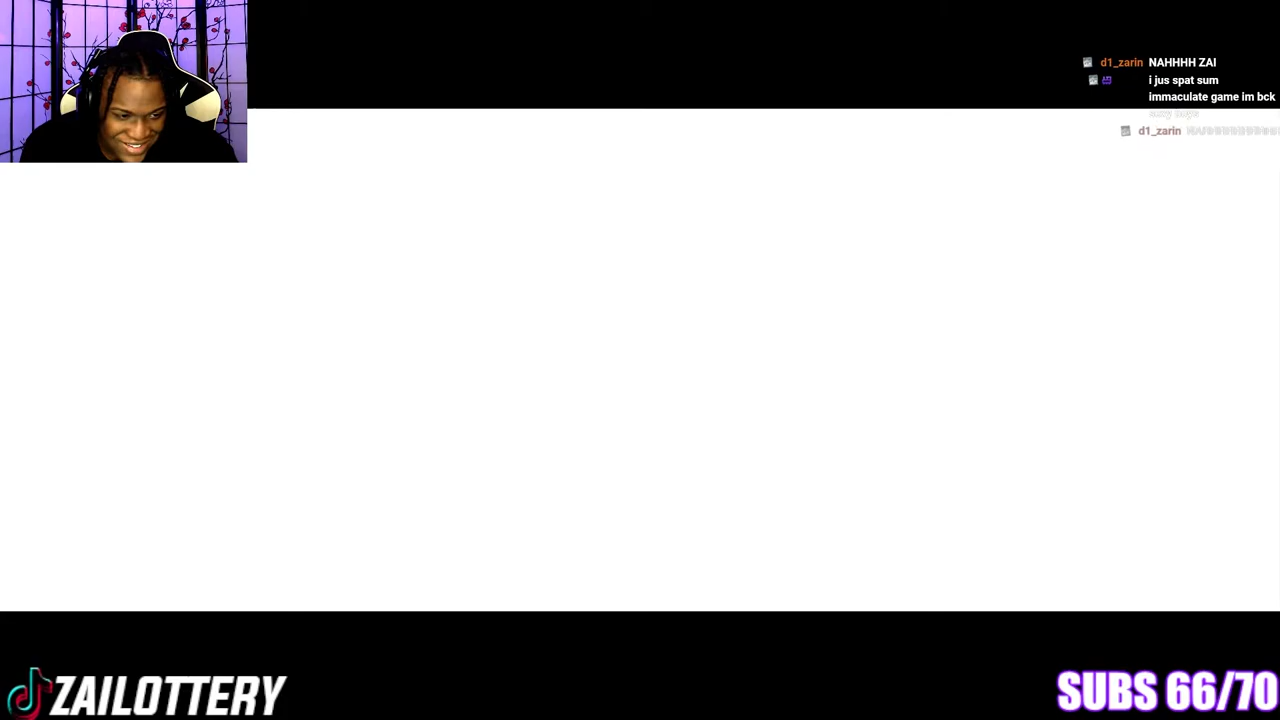 d1_zarin NAHHHH ZAI
i jus spat sum
immaculate game im bck
d1_zarin
ZAILOTTERY
SUBS 66/70